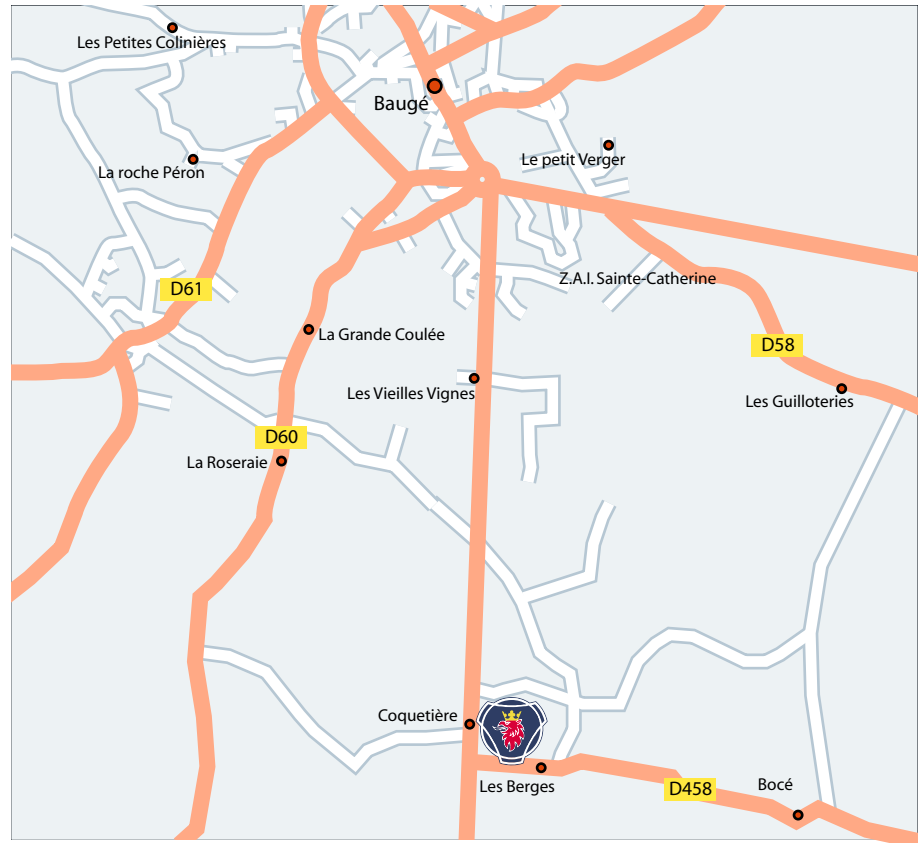 Les Petites Colinières
Baugé
La roche Péron
Le petit Verger
Z.A.I. Sainte-Catherine
D61
La Grande Coulée
D58
Les Vieilles Vignes
Les Guilloteries
D60
La Roseraie
Coquetière
Les Berges
D458
Bocé